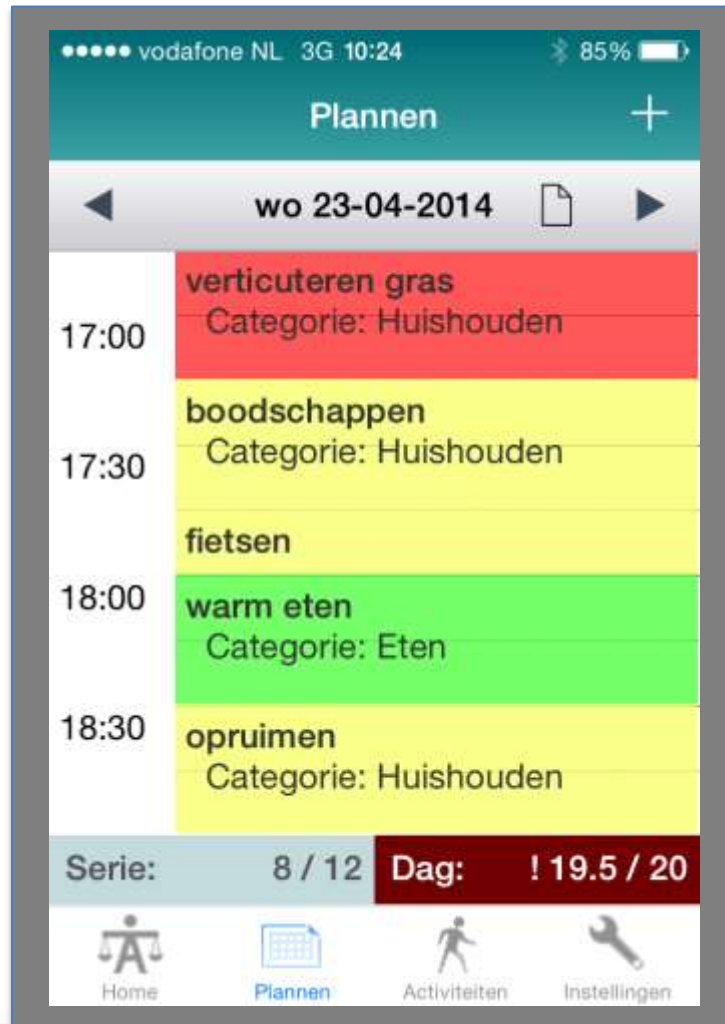 vodafone NL 3G 10:24 85%
Plannen +
wo 23-04-2014
verticuteren gras
17:00 Categorie: Huishouden
boodschappen
17:30 Categorie: Huishouden
fietsen
18:00 warm eten
Categorie: Eten
18:30 opruimen
Categorie: Huishouden
Serie: 8 / 12 Dag: ! 19.5 / 20
Home Plannen Activiteiten Instellingen